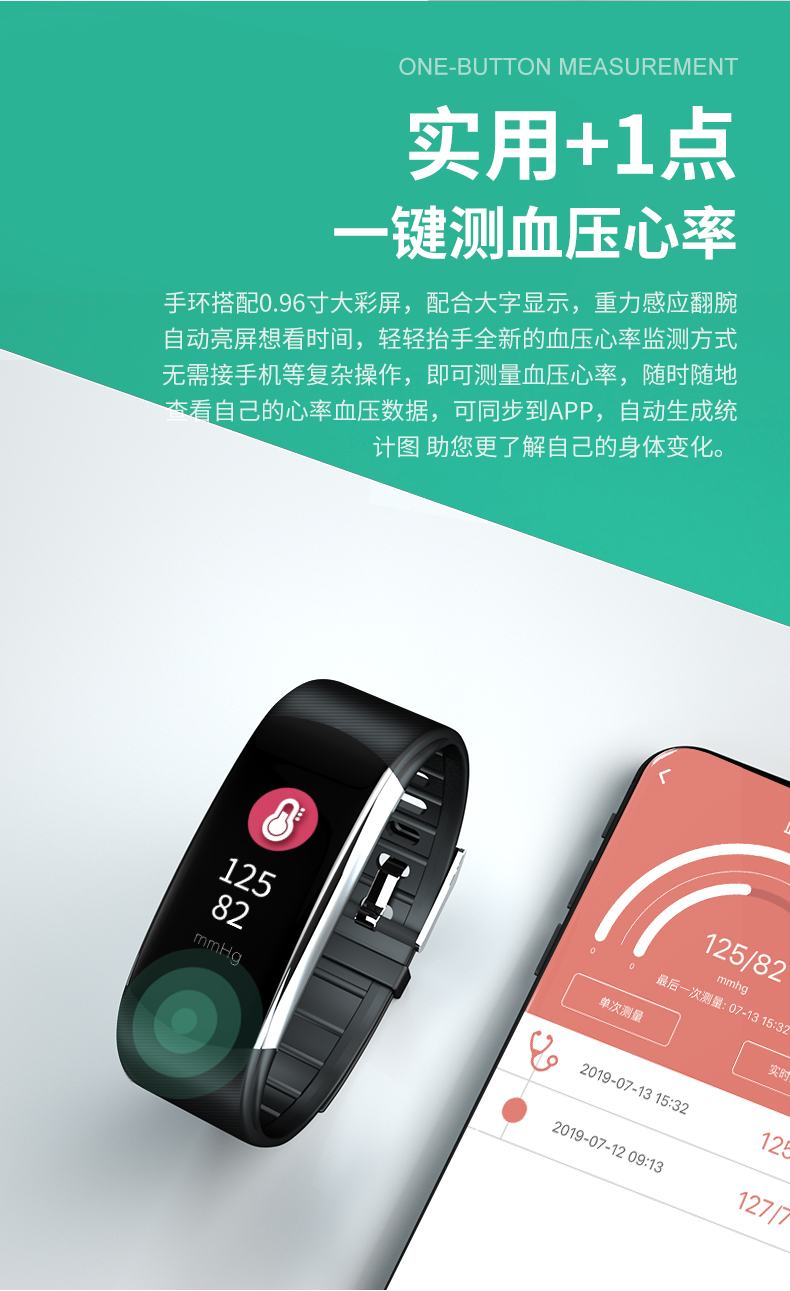 ONE-BUTTON MEASUREMENT
实用+1点
一键测血压心率
手环搭配0.96寸大彩屏，配合大字显示，重力感应翻腕
自动亮屏想看时间，轻轻抬手全新的血压心率监测方式
无需接手机等复杂操作，即可测量血压心率，随时随地
查看自己的心率血压数据，可同步到APP，自动生成统
计图 助您更了解自己的身体变化。
125
82
mmHg
0
0
125/82
mmhg
最后一次测量: 07-13 15:32
单次测量
实时
2019-07-13 15:32
125
2019-07-12 09:13
127/7